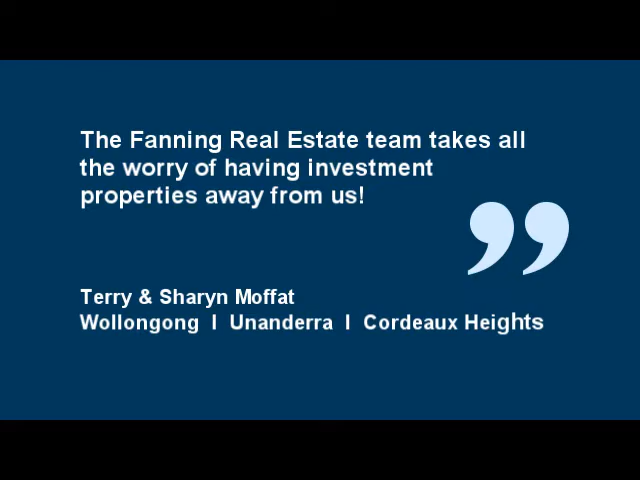 The Fanning Real Estate team takes all
the worry of having investment
properties away from us!
”
Terry & Sharyn Moffat
Wollongong I Unanderra I Cordeaux Heights